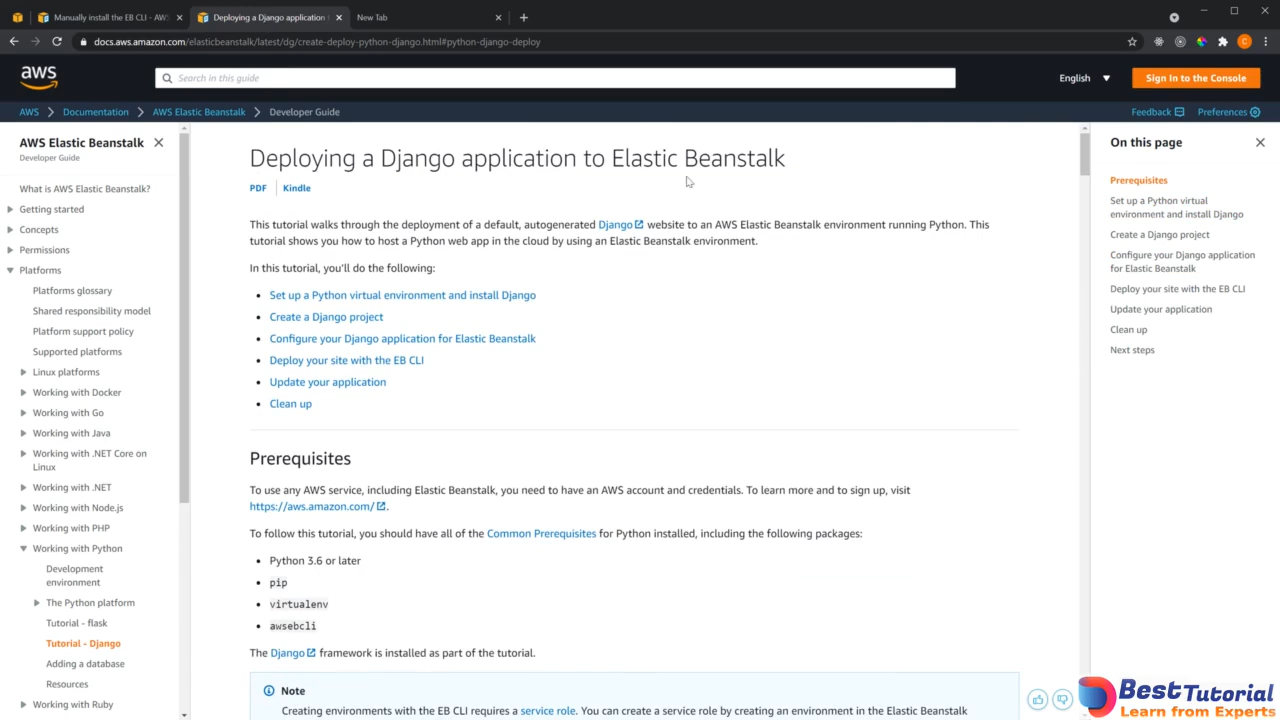 Manually install the EB CLI - AWS
Deploying a Django application
New Tab
docs.aws.amazon.com/elasticbeanstalk/latest/dg/create-deploy-python-django.html#python-django-deploy
C
aws
Search in this guide
English
Sign In to the Console
AWS
Documentation
AWS Elastic Beanstalk
Developer Guide
Feedback
Preferences
AWS Elastic Beanstalk
Developer Guide
What is AWS Elastic Beanstalk?
Getting started
Concepts
Permissions
Platforms
Platforms glossary
Shared responsibility model
Platform support policy
Supported platforms
Linux platforms
Working with Docker
Working with Go
Working with Java
Working with .NET Core on
Linux
Working with .NET
Working with Node.js
Working with PHP
Working with Python
Development
environment
The Python platform
Tutorial - flask
Tutorial - Django
Adding a database
Resources
Working with Ruby
Deploying a Django application to Elastic Beanstalk
PDF
Kindle
This tutorial walks through the deployment of a default, autogenerated Django website to an AWS Elastic Beanstalk environment running Python. This
tutorial shows you how to host a Python web app in the cloud by using an Elastic Beanstalk environment.
In this tutorial, you'll do the following:
• Set up a Python virtual environment and install Django
• Create a Django project
• Configure your Django application for Elastic Beanstalk
• Deploy your site with the EB CLI
• Update your application
• Clean up
Prerequisites
To use any AWS service, including Elastic Beanstalk, you need to have an AWS account and credentials. To learn more and to sign up, visit
https://aws.amazon.com/.
To follow this tutorial, you should have all of the Common Prerequisites for Python installed, including the following packages:
• Python 3.6 or later
• pip
• virtualenv
• awsebcli
The Django framework is installed as part of the tutorial.
Note
Creating environments with the EB CLI requires a service role. You can create a service role by creating an environment in the Elastic Beanstalk
On this page
Prerequisites
Set up a Python virtual
environment and install Django
Create a Django project
Configure your Django application
for Elastic Beanstalk
Deploy your site with the EB CLI
Update your application
Clean up
Next steps
BestTutorial
Learn from Experts